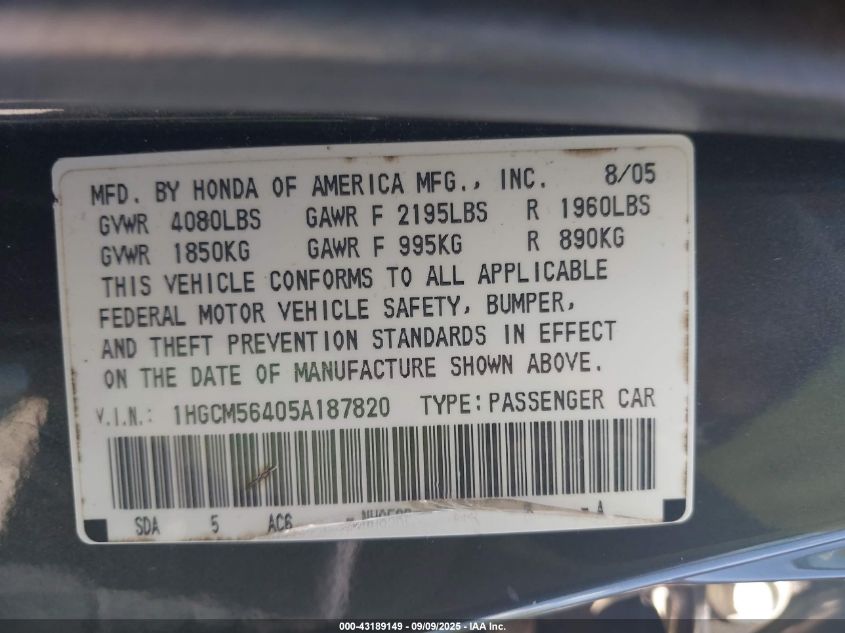 MFD. BY HONDA OF AMERICA MFG., INC. 8/05
GVWR 4080LBS GAWR F 2195LBS R 1960LBS
GVWR 1850KG GAWR F 995KG R 890KG
THIS VEHICLE CONFORMS TO ALL APPLICABLE
FEDERAL MOTOR VEHICLE SAFETY, BUMPER,
AND THEFT PREVENTION STANDARDS IN EFFECT
ON THE DATE OF MANUFACTURE SHOWN ABOVE.
V.I.N.: 1HGCM56405A187820 TYPE: PASSENGER CAR
SDA 5 AC6 - A
000-43189149 - 09/09/2025 - IAA Inc.